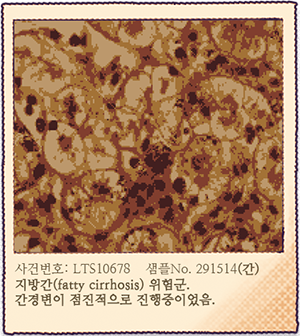 사건번호: LTS10678 샘플No. 291514(간)
지방간(fatty cirrhosis) 위험군.
간경변이 점진적으로 진행중이었음.